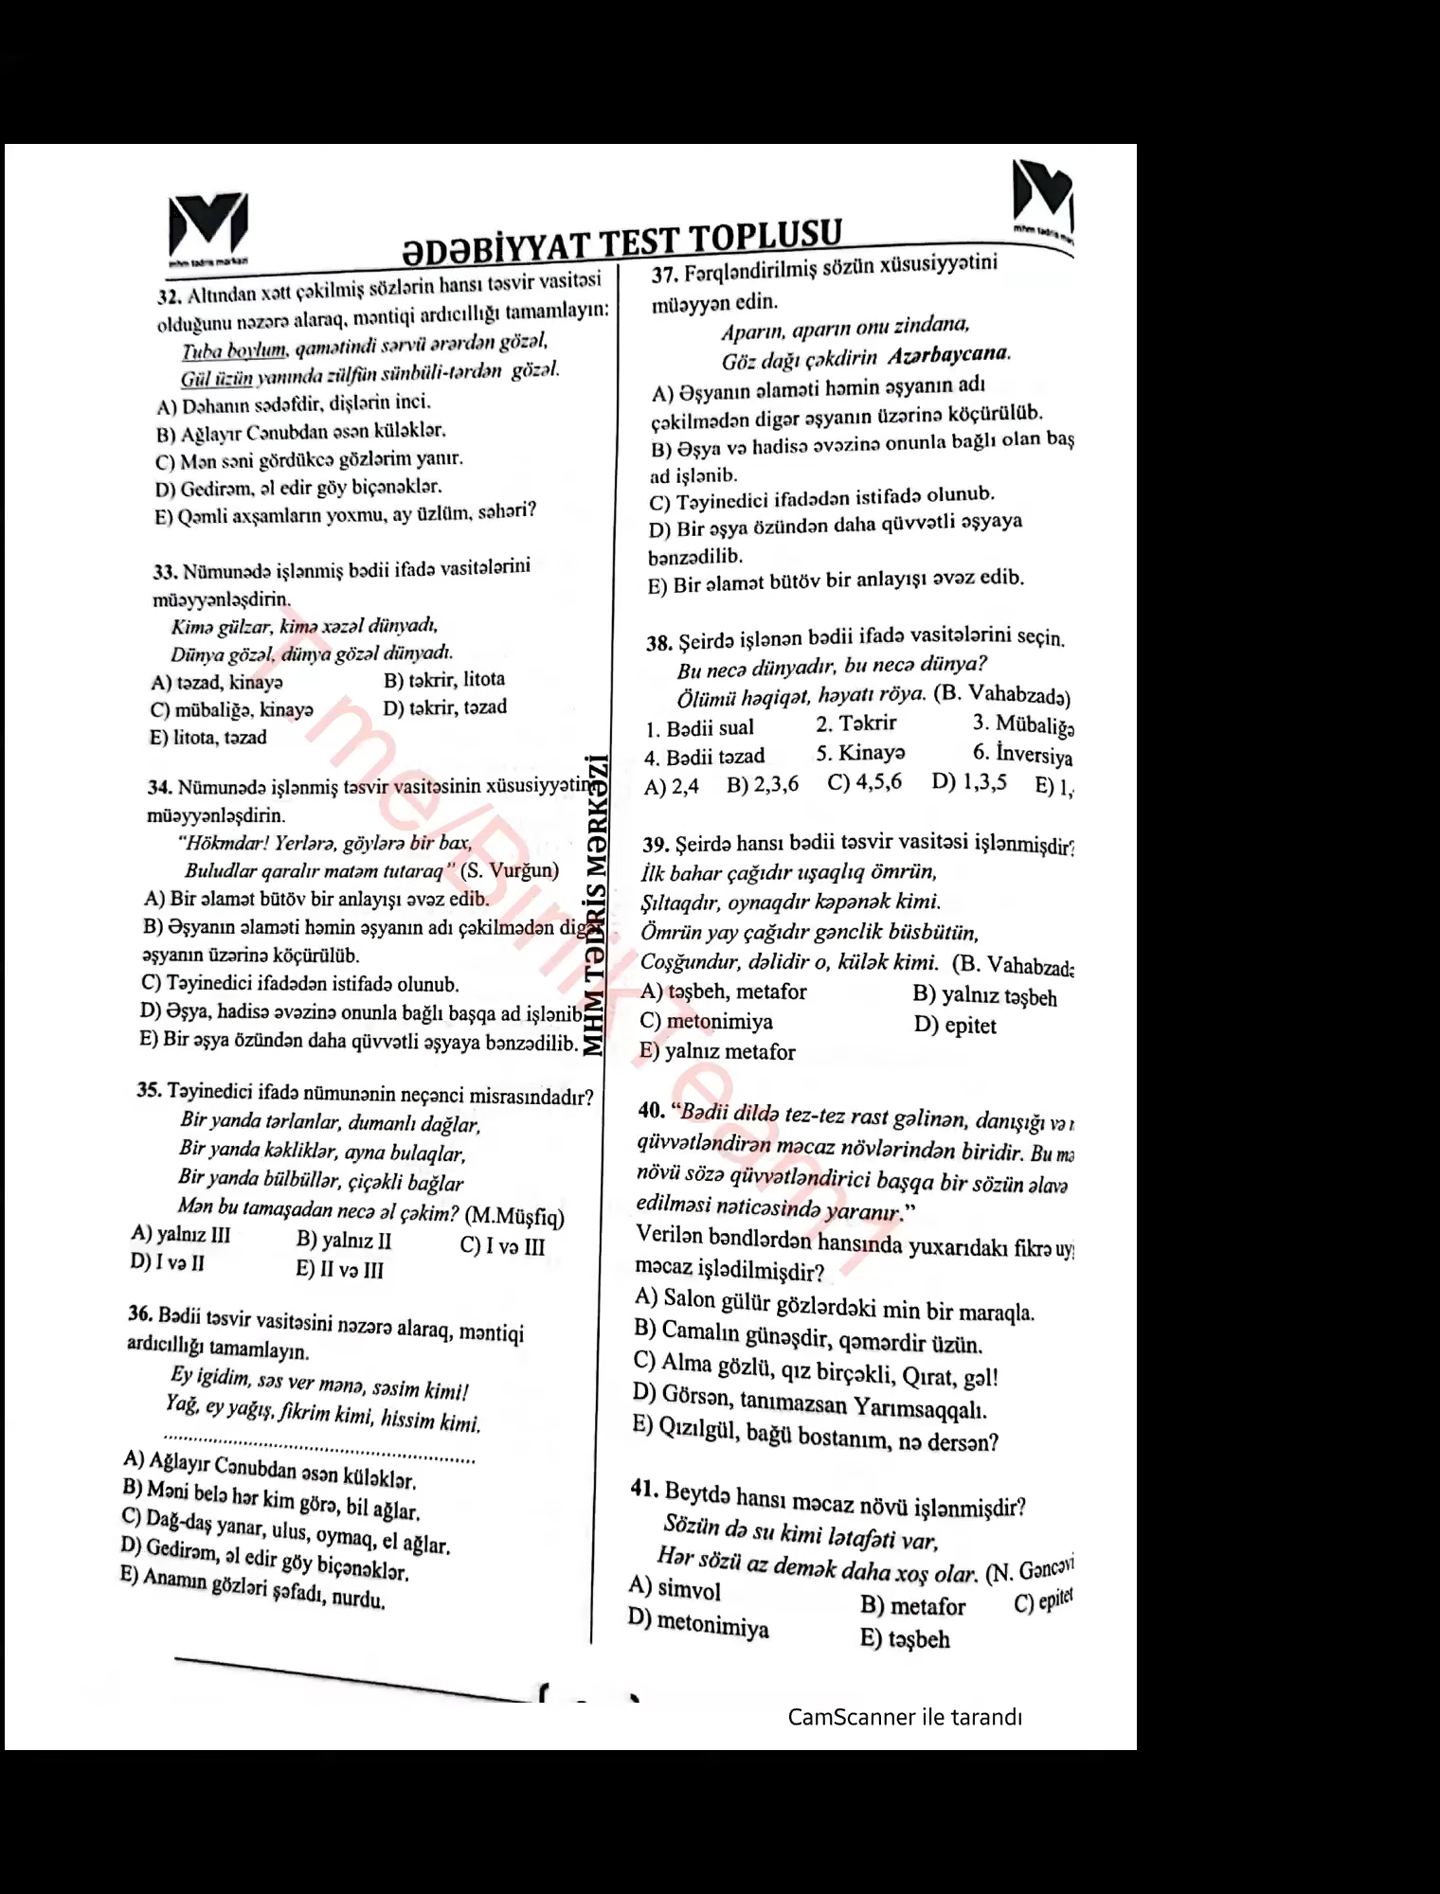 mhm tədris mərkəzi
ƏDƏBİYYAT TEST TOPLUSU
32. Altından xətt çəkilmiş sözlərin hansı təsvir vasitəsi
olduğunu nəzərə alaraq, məntiqi ardıcıllığı tamamlayın:
Tuba boylum, qamətindi sərvü ərərdən gözəl,
Gül üzün yanında zülfün sünbüli-tərdən gözəl.
A) Dəhanın sədəfdir, dişlərin inci.
B) Ağlayır Cənubdan əsən küləklər.
C) Mən səni gördükcə gözlərim yanır.
D) Gedirəm, əl edir göy biçənəklər.
E) Qəmli axşamların yoxmu, ay üzlüm, səhəri?
33. Nümunədə işlənmiş bədii ifadə vasitələrini
müəyyənləşdirin.
Kimə gülzar, kimə xəzəl dünyadı,
Dünya gözəl, dünya gözəl dünyadı.
A) təzad, kinayə B) təkrir, litota
C) mübaliğə, kinayə D) təkrir, təzad
E) litota, təzad
34. Nümunədə işlənmiş təsvir vasitəsinin xüsusiyyətini
müəyyənləşdirin.
"Hökmdar! Yerlərə, göylərə bir bax,
Buludlar qaralır matəm tutaraq" (S. Vurğun)
A) Bir əlamət bütöv bir anlayışı əvəz edib.
B) Əşyanın əlaməti həmin əşyanın adı çəkilmədən digər
əşyanın üzərinə köçürülüb.
C) Təyinedici ifadədən istifadə olunub.
D) Əşya, hadisə əvəzinə onunla bağlı başqa ad işlənib.
E) Bir əşya özündən daha qüvvətli əşyaya bənzədilib.
35. Təyinedici ifadə nümunənin neçənci misrasındadır?
Bir yanda tərlanlar, dumanlı dağlar,
Bir yanda kəkliklər, ayna bulaqlar,
Bir yanda bülbüllər, çiçəkli bağlar
Mən bu tamaşadan necə əl çəkim? (M.Müşfiq)
A) yalnız III B) yalnız II C) I və III
D) I və II E) II və III
36. Bədii təsvir vasitəsini nəzərə alaraq, məntiqi
ardıcıllığı tamamlayın.
Ey igidim, səs ver mənə, səsim kimi!
Yağ, ey yağış, fikrim kimi, hissim kimi.
............................................................
A) Ağlayır Cənubdan əsən küləklər.
B) Məni belə hər kim görə, bil ağlar.
C) Dağ-daş yanar, ulus, oymaq, el ağlar.
D) Gedirəm, əl edir göy biçənəklər.
E) Anamın gözləri şəfadı, nurdu.
MHM TƏDRİS MƏRKƏZİ
mhm tədris mər
37. Fərqləndirilmiş sözün xüsusiyyətini
müəyyən edin.
Aparın, aparın onu zindana,
Göz dağı çəkdirin Azərbaycana.
A) Əşyanın əlaməti həmin əşyanın adı
çəkilmədən digər əşyanın üzərinə köçürülüb.
B) Əşya və hadisə əvəzinə onunla bağlı olan baş
ad işlənib.
C) Təyinedici ifadədən istifadə olunub.
D) Bir əşya özündən daha qüvvətli əşyaya
bənzədilib.
E) Bir əlamət bütöv bir anlayışı əvəz edib.
38. Şeirdə işlənən bədii ifadə vasitələrini seçin.
Bu necə dünyadır, bu necə dünya?
Ölümü həqiqət, həyatı röya. (B. Vahabzadə)
1. Bədii sual 2. Təkrir 3. Mübaliğə
4. Bədii təzad 5. Kinayə 6. İnversiya
A) 2,4 B) 2,3,6 C) 4,5,6 D) 1,3,5 E) 1,
39. Şeirdə hansı bədii təsvir vasitəsi işlənmişdir?
İlk bahar çağıdır uşaqlıq ömrün,
Şıltaqdır, oynaqdır kəpənək kimi.
Ömrün yay çağıdır gənclik büsbütün,
Coşğundur, dəlidir o, külək kimi. (B. Vahabzadə
A) təşbeh, metafor B) yalnız təşbeh
C) metonimiya D) epitet
E) yalnız metafor
40. "Bədii dildə tez-tez rast gəlinən, danışığı və
qüvvətləndirən məcaz növlərindən biridir. Bu mə
növü sözə qüvvətləndirici başqa bir sözün əlavə
edilməsi nəticəsində yaranır."
Verilən bəndlərdən hansında yuxarıdakı fikrə uy
məcaz işlədilmişdir?
A) Salon gülür gözlərdəki min bir maraqla.
B) Camalın günəşdir, qəmərdir üzün.
C) Alma gözlü, qız birçəkli, Qırat, gəl!
D) Görsən, tanımazsan Yarımsaqqalı.
E) Qızılgül, bağü bostanım, nə dersən?
41. Beytdə hansı məcaz növü işlənmişdir?
Sözün də su kimi lətafəti var,
Hər sözü az demək daha xoş olar. (N. Gəncəvi
A) simvol B) metafor C) epitet
D) metonimiya E) təşbeh
T.me/BirlikTeam1
CamScanner ile tarandı